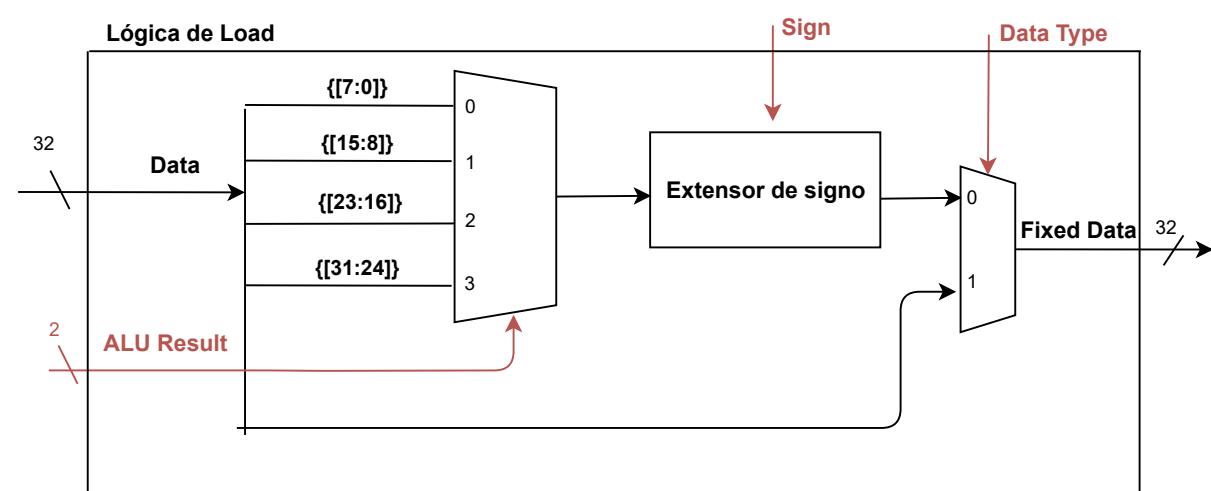 Lógica de Load
Sign
Data Type
{[7:0]}
0
32
{[15:8]}
1
Data
Extensor de signo
{[23:16]}
2
0
Fixed Data
32
{[31:24]}
3
1
2
ALU Result